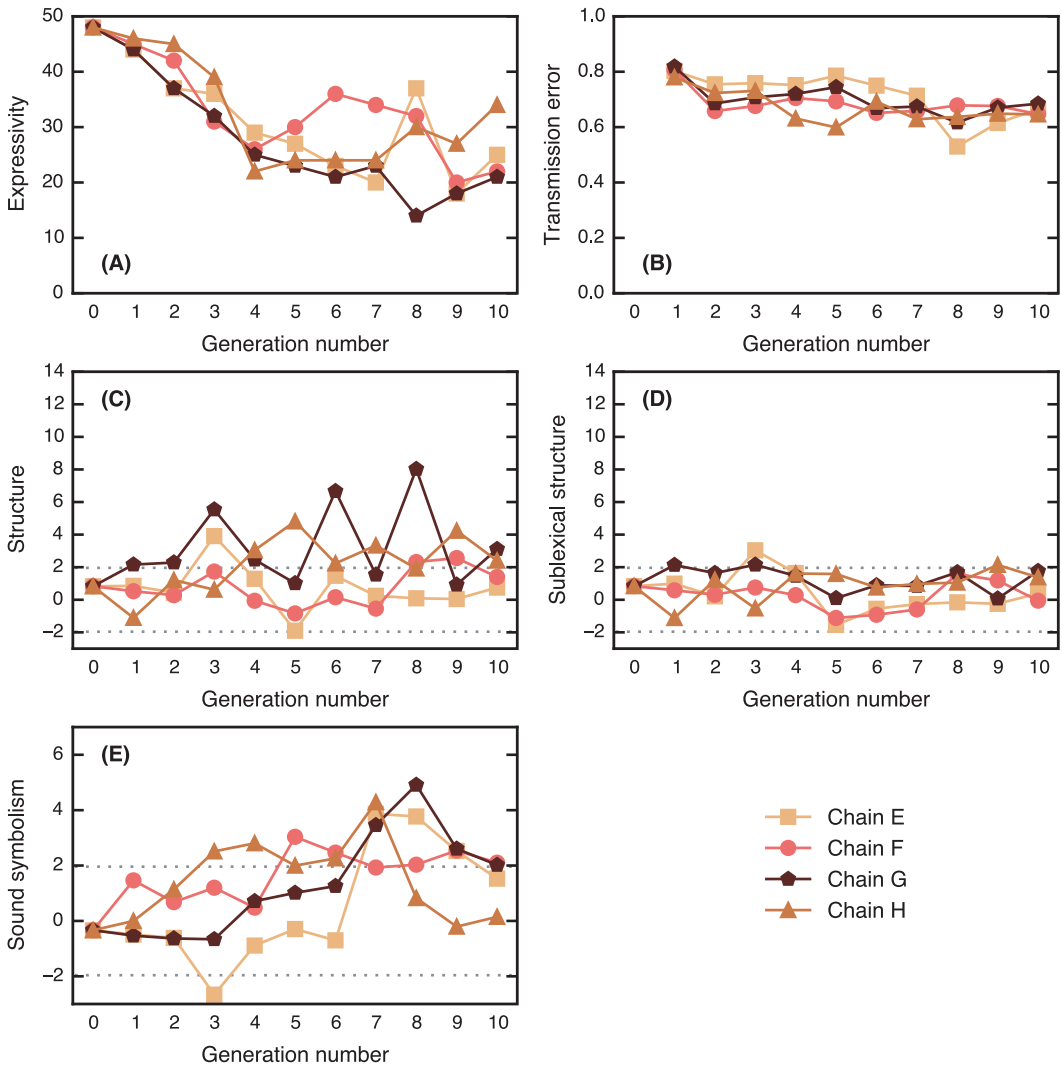 Expressivity
50
40
30
20
10
0
(A)
0 1 2 3 4 5 6 7 8 9 10
Generation number
Transmission error
1.0
0.8
0.6
0.4
0.2
0.0
(B)
0 1 2 3 4 5 6 7 8 9 10
Generation number
Structure
14
12
10
8
6
4
2
0
−2
(C)
0 1 2 3 4 5 6 7 8 9 10
Generation number
Sublexical structure
14
12
10
8
6
4
2
0
−2
(D)
0 1 2 3 4 5 6 7 8 9 10
Generation number
Sound symbolism
6
4
2
0
−2
(E)
0 1 2 3 4 5 6 7 8 9 10
Generation number
Chain E
Chain F
Chain G
Chain H